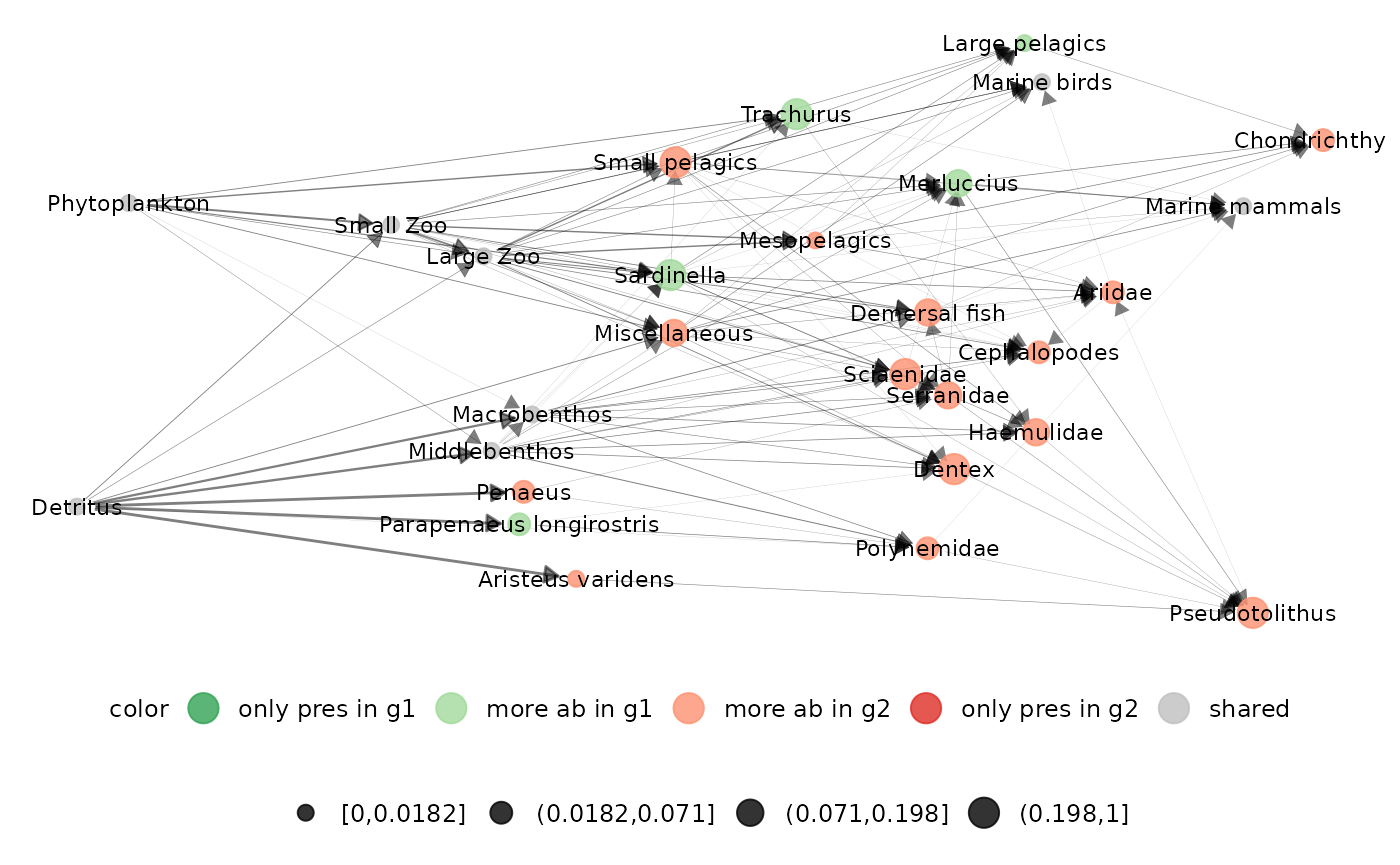 Large pelagics
Marine birds
Trachurus
Chondrichthy
Small pelagics
Merluccius
Phytoplankton
Marine mammals
Small Zoo
Mesopelagics
Large Zoo
Sardinella
Ariidae
Demersal fish
Miscellaneous
Cephalopodes
Sciaenidae
Serranidae
Macrobenthos
Haemulidae
Middlebenthos
Dentex
Penaeus
Detritus
Parapenaeus longirostris
Polynemidae
Aristeus varidens
Pseudotolithus
color only pres in g1 more ab in g1 more ab in g2 only pres in g2 shared
[0,0.0182] (0.0182,0.071] (0.071,0.198] (0.198,1]